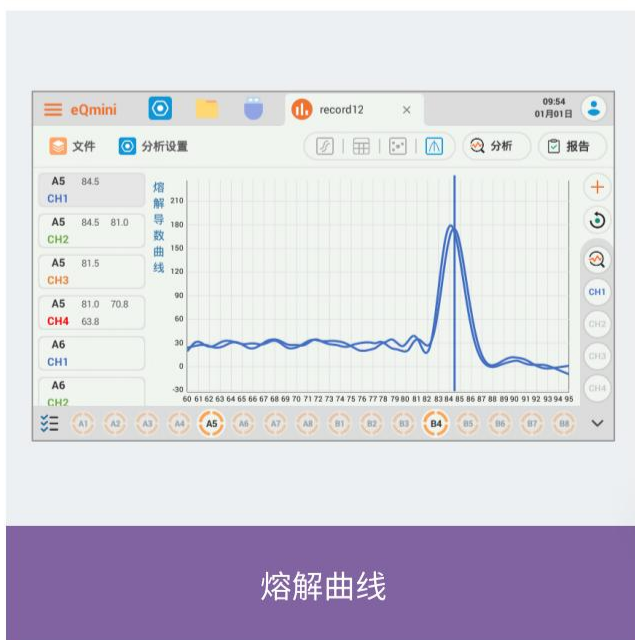 eQmini
record12
×
09:54
01月01日
文件
分析设置
分析
报告
A5 84.5
CH1
A5 84.5 81.0
CH2
A5 81.5
CH3
A5 81.0 70.8
CH4 63.8
A6
CH1
A6
CH2
熔解导数曲线
210
180
150
120
90
60
30
0
-30
60 61 62 63 64 65 66 67 68 69 70 71 72 73 74 75 76 77 78 79 80 81 82 83 84 85 86 87 88 89 90 91 92 93 94 95
CH1
CH2
CH3
CH4
A1 A2 A3 A4 A5 A6 A7 A8 B1 B2 B3 B4 B5 B6 B7 B8
熔解曲线